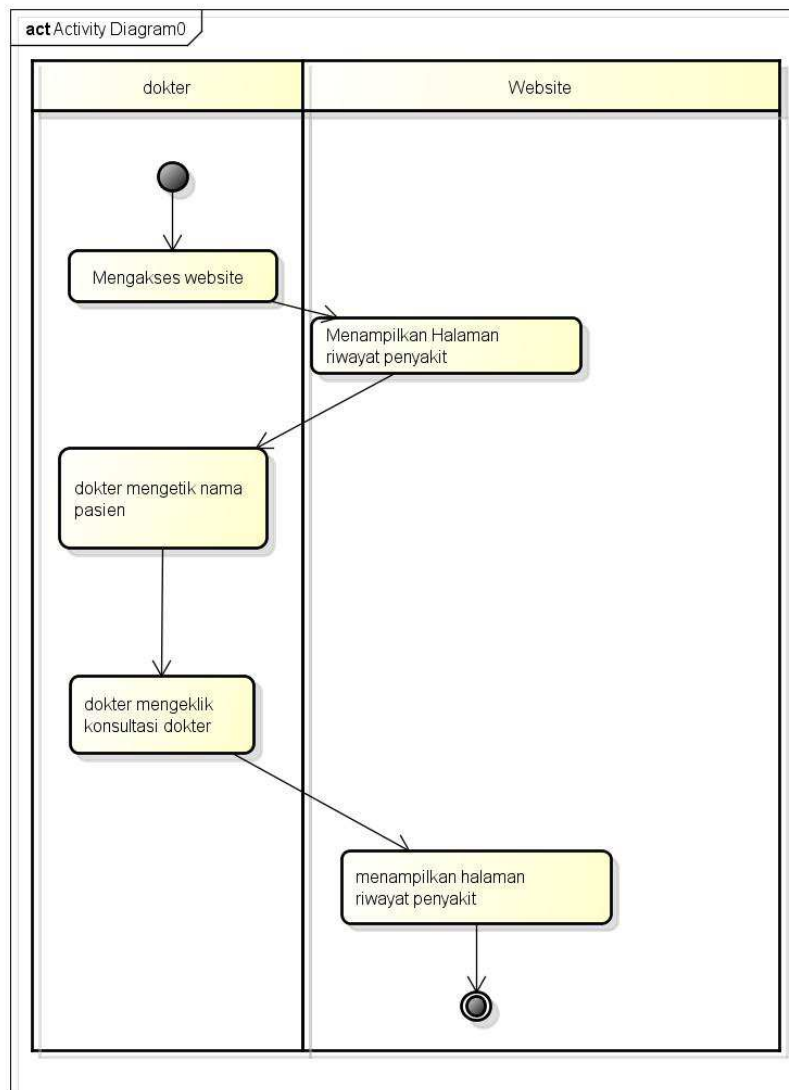 act Activity Diagram0
dokter
Website
Mengakses website
Menampilkan Halaman
riwayat penyakit
dokter mengetik nama
pasien
dokter mengeklik
konsultasi dokter
menampilkan halaman
riwayat penyakit